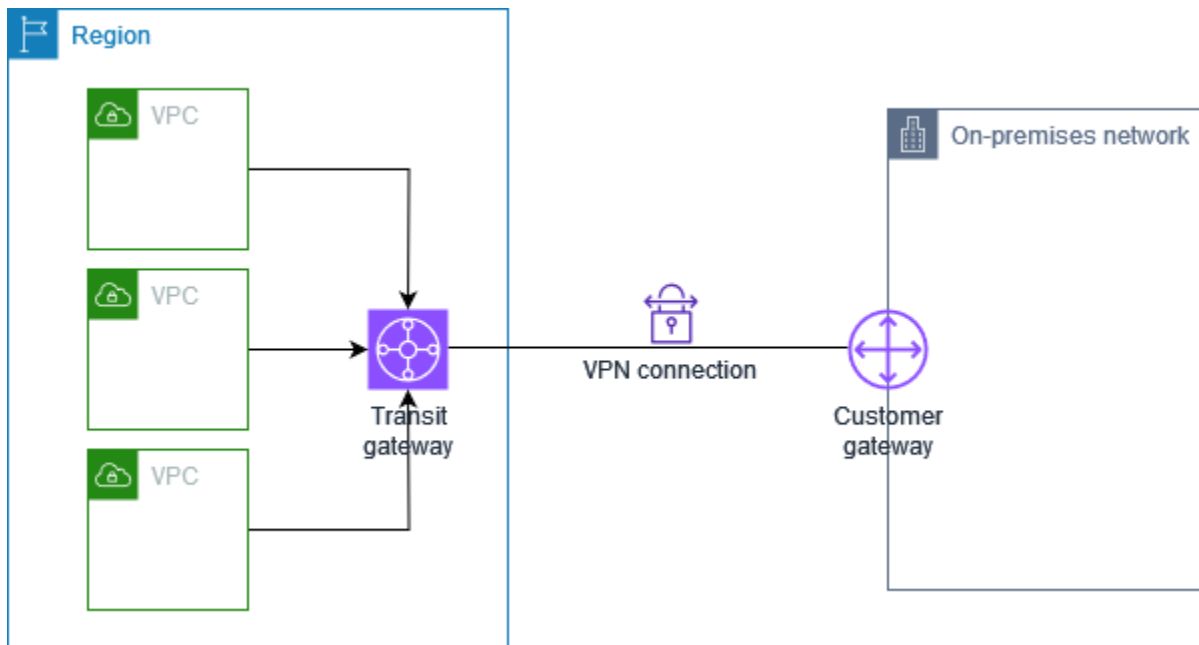 Region
VPC
On-premises network
VPC
VPN connection
Transit
gateway
Customer
gateway
VPC